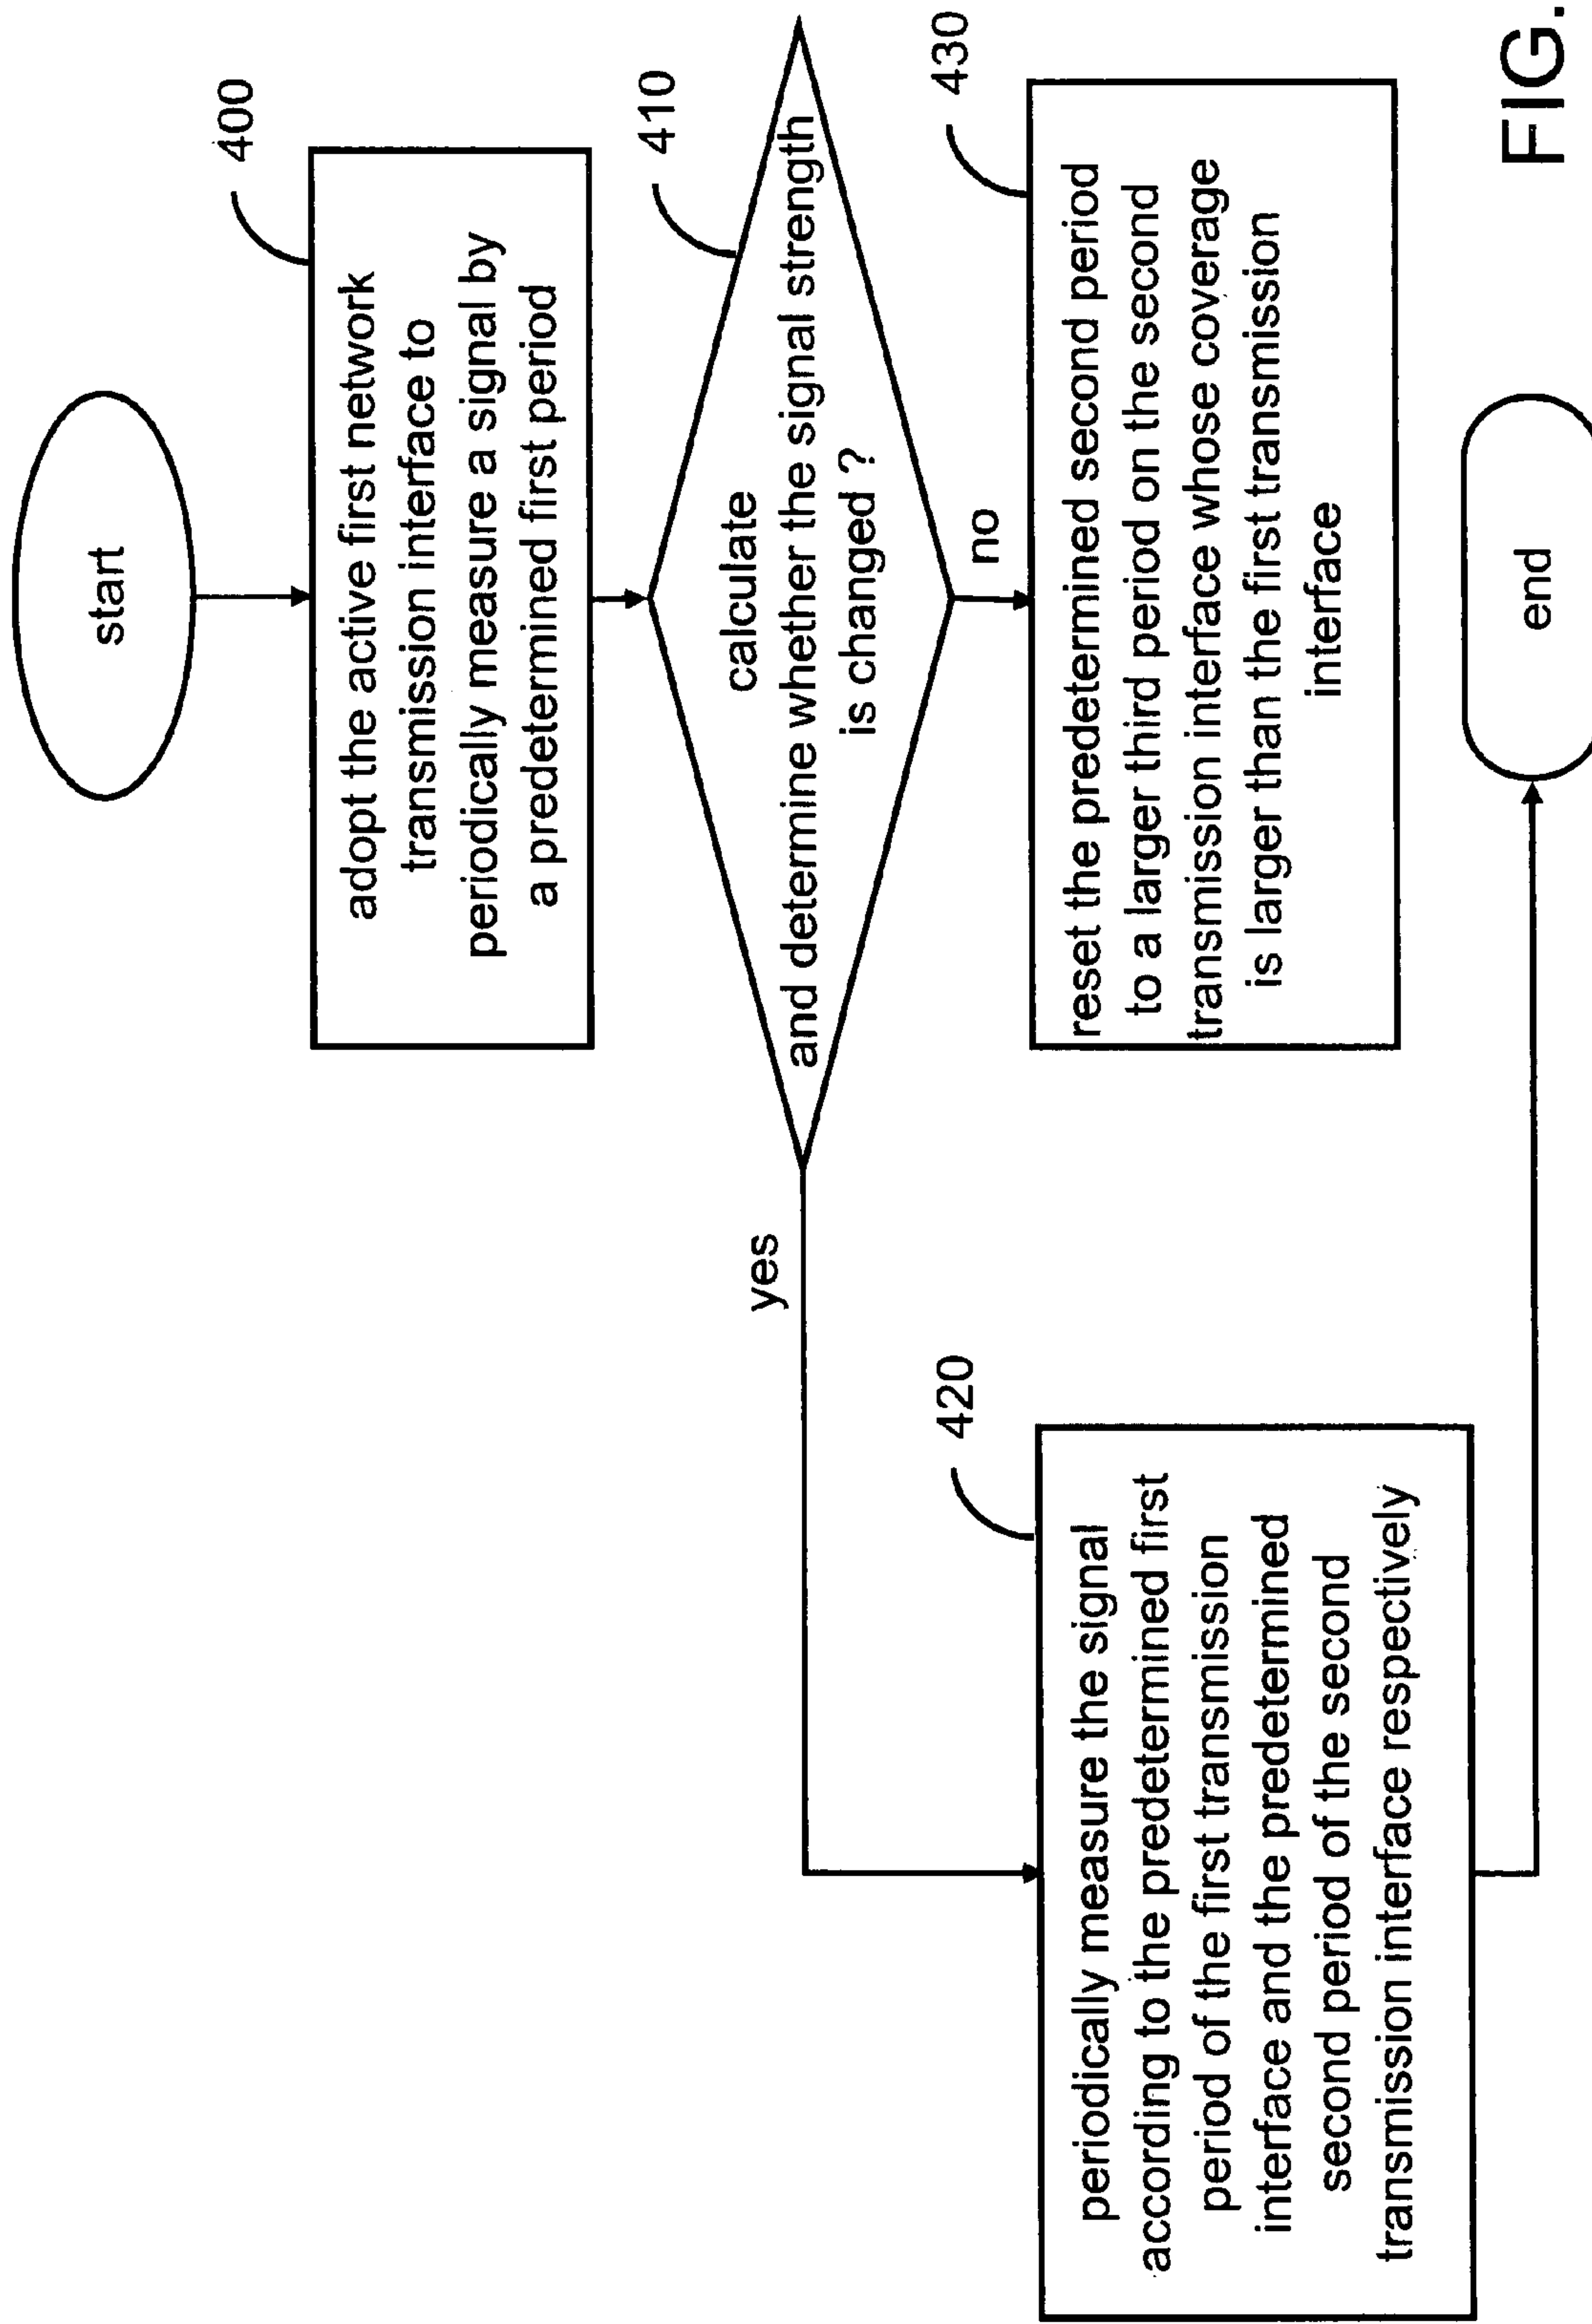 start
400
adopt the active first network
transmission interface to
periodically measure a signal by
a predetermined first period
410
calculate
and determine whether the signal strength
is changed ?
yes
no
420
periodically measure the signal
according to the predetermined first
period of the first transmission
interface and the predetermined
second period of the second
transmission interface respectively
430
reset the predetermined second period
to a larger third period on the second
transmission interface whose coverage
is larger than the first transmission
interface
end
FIG.